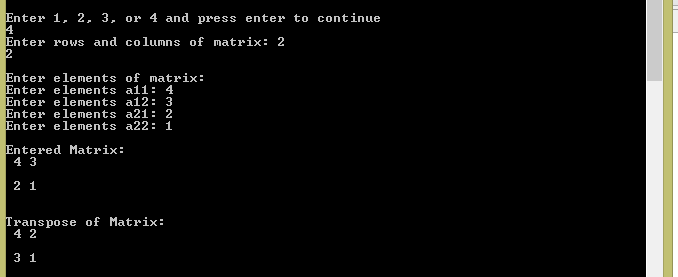 Enter 1, 2, 3, or 4 and press enter to continue
4
Enter rows and columns of matrix: 2
2
Enter elements of matrix:
Enter elements a11: 4
Enter elements a12: 3
Enter elements a21: 2
Enter elements a22: 1
Entered Matrix:
4 3
2 1
Transpose of Matrix:
4 2
3 1